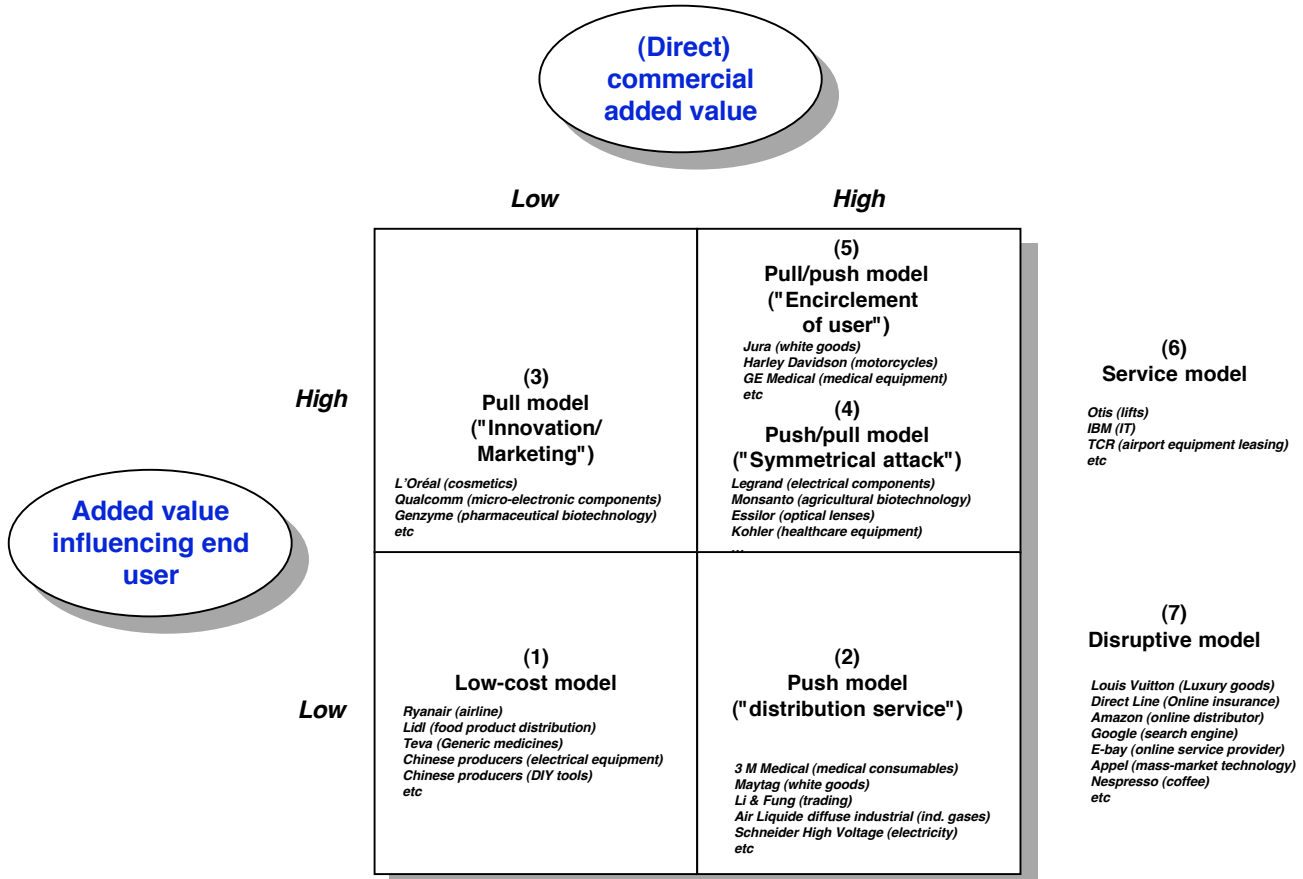 (Direct)
commercial
added value
Low
High
High
Low
Added value
influencing end
user
(3)
Pull model
("Innovation/
Marketing")
L'Oréal (cosmetics)
Qualcomm (micro-electronic components)
Genzyme (pharmaceutical biotechnology)
etc
(5)
Pull/push model
("Encirclement
of user")
Jura (white goods)
Harley Davidson (motorcycles)
GE Medical (medical equipment)
etc
(4)
Push/pull model
("Symmetrical attack")
Legrand (electrical components)
Monsanto (agricultural biotechnology)
Essilor (optical lenses)
Kohler (healthcare equipment)
...
(6)
Service model
Otis (lifts)
IBM (IT)
TCR (airport equipment leasing)
etc
(1)
Low-cost model
Ryanair (airline)
Lidl (food product distribution)
Teva (Generic medicines)
Chinese producers (electrical equipment)
Chinese producers (DIY tools)
etc
(2)
Push model
("distribution service")
3 M Medical (medical consumables)
Maytag (white goods)
Li & Fung (trading)
Air Liquide diffuse industrial (ind. gases)
Schneider High Voltage (electricity)
etc
(7)
Disruptive model
Louis Vuitton (Luxury goods)
Direct Line (Online insurance)
Amazon (online distributor)
Google (search engine)
E-bay (online service provider)
Appel (mass-market technology)
Nespresso (coffee)
etc